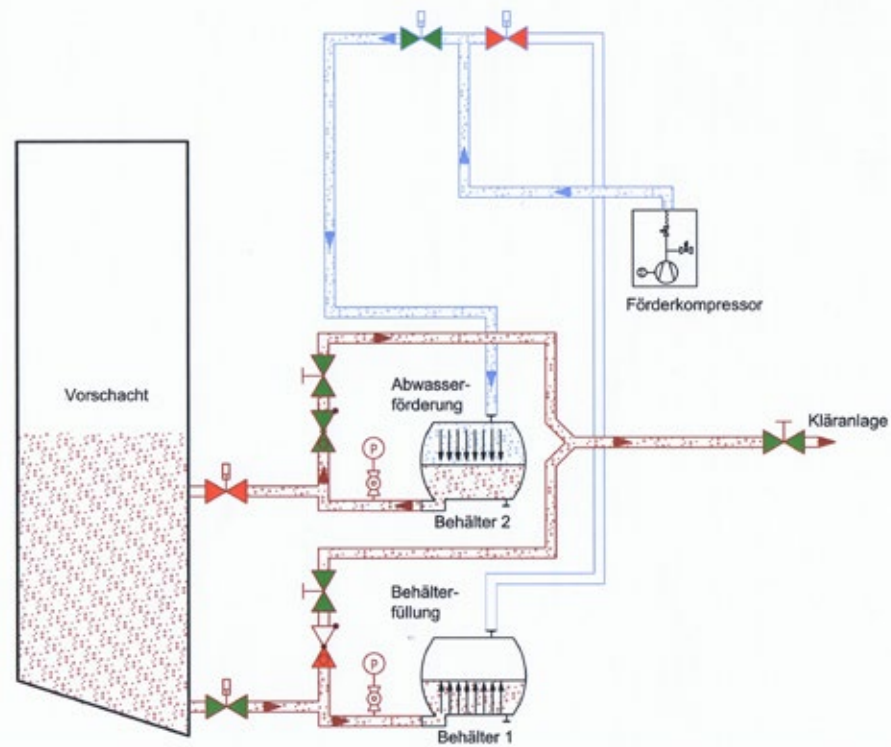 Förderkompressor
Vorschacht
Abwasser-
förderung
Kläranlage
P
Behälter 2
Behälter-
füllung
P
Behälter 1